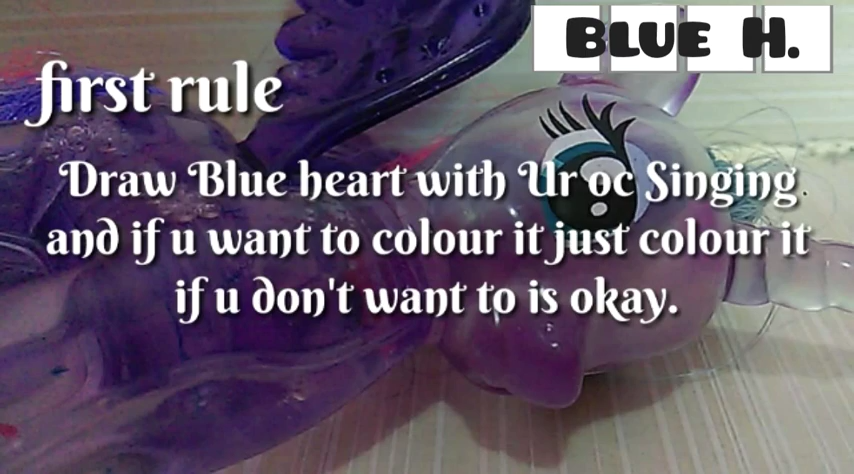 BLUE H.
first rule
Draw Blue heart with Ur oc Singing
and if u want to colour it just colour it
if u don't want to is okay.